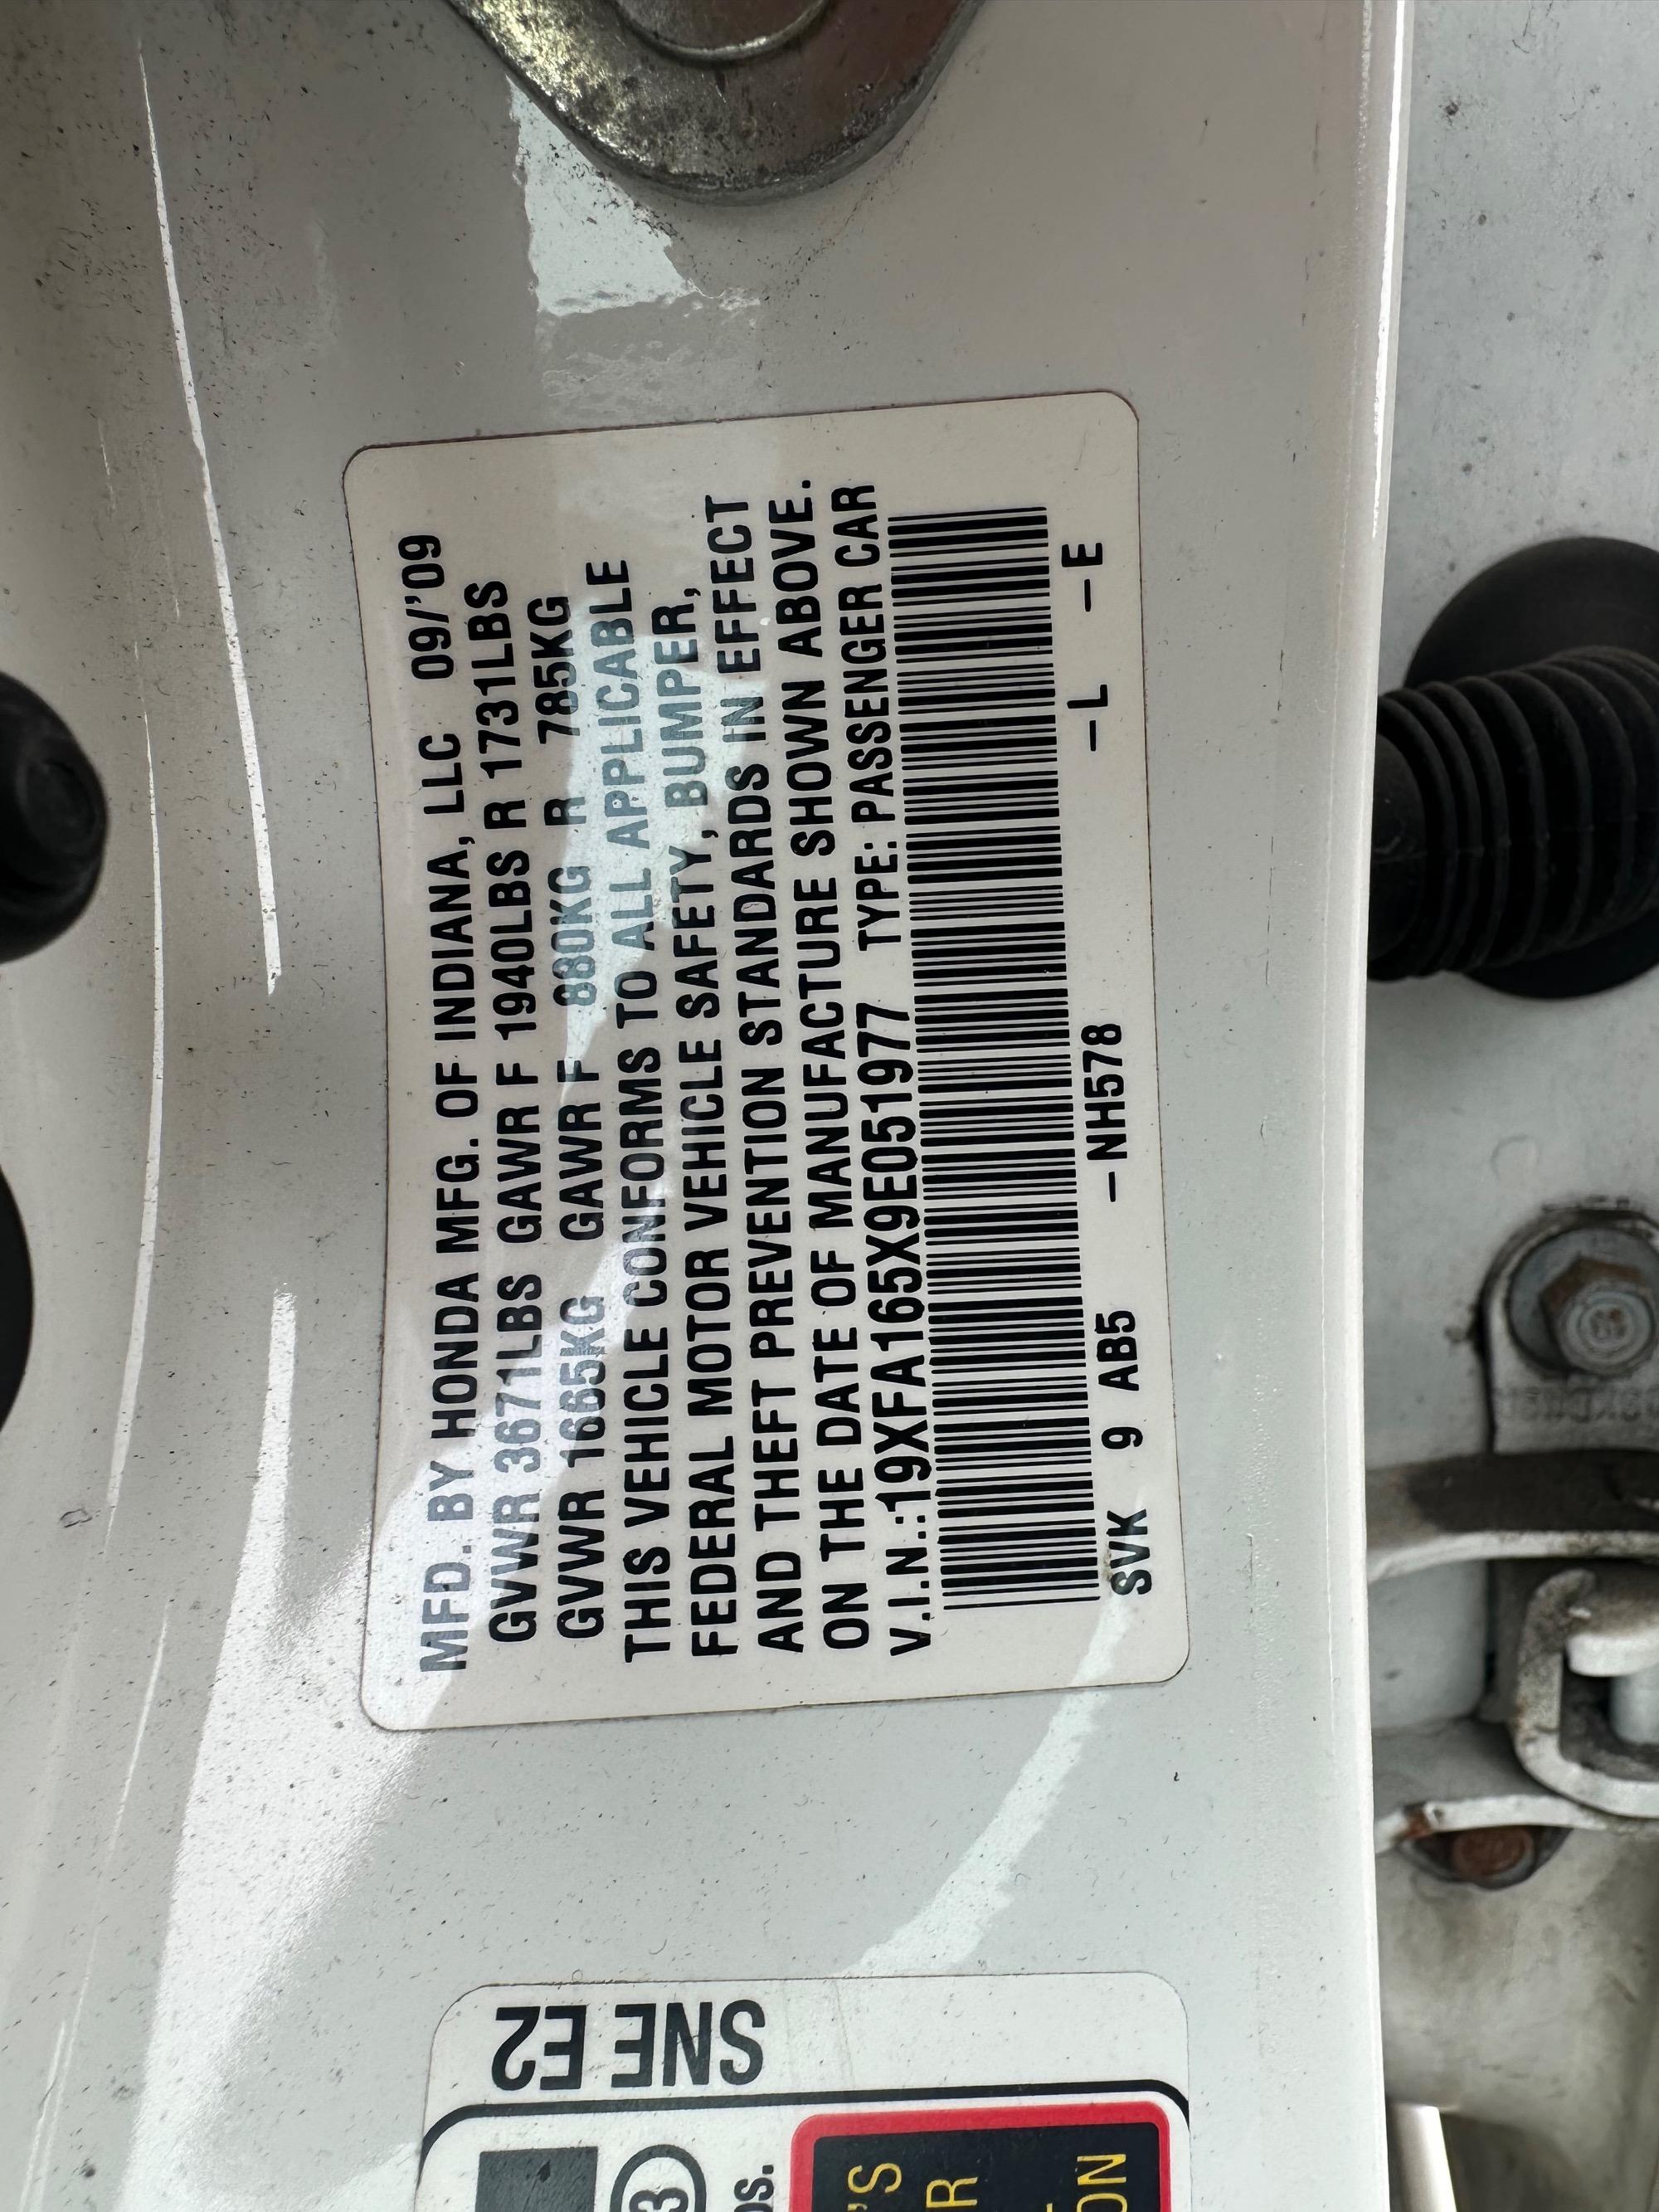 MFD. BY HONDA MFG. OF INDIANA, LLC 09/'09
GVWR 3671LBS GAWR F 1940LBS R 1731LBS
GVWR 1665KG GAWR F 880KG R 785KG
THIS VEHICLE CONFORMS TO ALL APPLICABLE
FEDERAL MOTOR VEHICLE SAFETY, BUMPER,
AND THEFT PREVENTION STANDARDS IN EFFECT
ON THE DATE OF MANUFACTURE SHOWN ABOVE.
V.I.N.:19XFA165X9E051977 TYPE: PASSENGER CAR
SVK 9 AB5 –NH578 –L –E
SNE E2
3
'S
R
ON